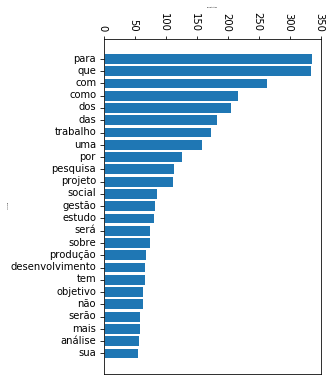 0 50 100 150 200 250 300 350
para
que
com
como
dos
das
trabalho
uma
por
pesquisa
projeto
social
gestão
estudo
será
sobre
produção
desenvolvimento
tem
objetivo
não
serão
mais
análise
sua